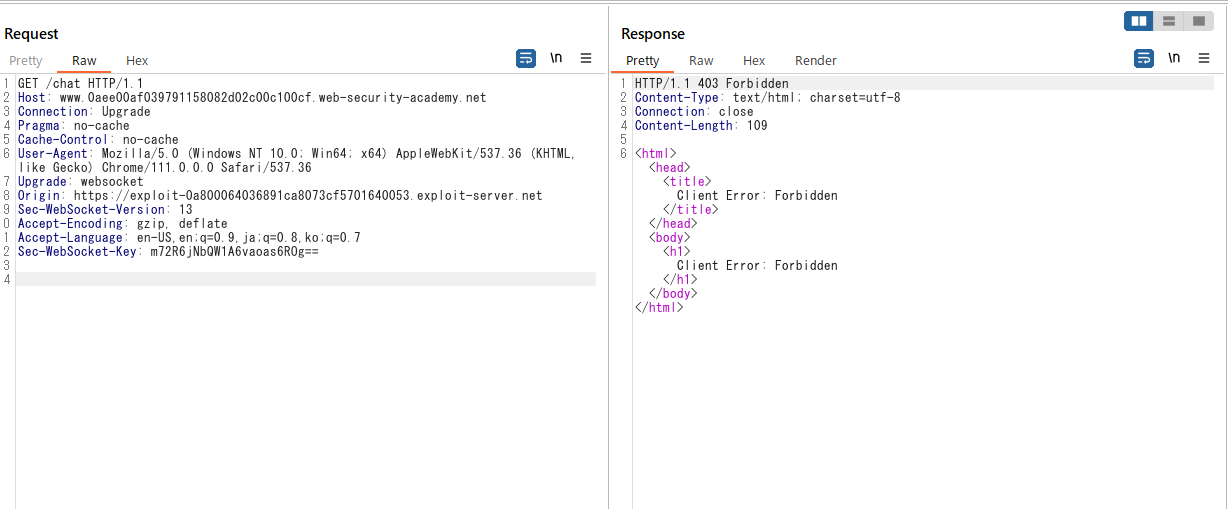 Request
Pretty Raw Hex \n
1 GET /chat HTTP/1.1
2 Host: www.0aee00af039791158082d02c00c100cf.web-security-academy.net
3 Connection: Upgrade
4 Pragma: no-cache
5 Cache-Control: no-cache
6 User-Agent: Mozilla/5.0 (Windows NT 10.0; Win64; x64) AppleWebKit/537.36 (KHTML,
like Gecko) Chrome/111.0.0.0 Safari/537.36
7 Upgrade: websocket
8 Origin: https://exploit-0a800064036891ca8073cf5701640053.exploit-server.net
9 Sec-WebSocket-Version: 13
0 Accept-Encoding: gzip, deflate
1 Accept-Language: en-US,en;q=0.9,ja;q=0.8,ko;q=0.7
2 Sec-WebSocket-Key: m72R6jNbQW1A6vaoas6ROg==
3
4
Response
Pretty Raw Hex Render \n
1 HTTP/1.1 403 Forbidden
2 Content-Type: text/html; charset=utf-8
3 Connection: close
4 Content-Length: 109
5
6 <html>
<head>
<title>
Client Error: Forbidden
</title>
</head>
<body>
<h1>
Client Error: Forbidden
</h1>
</body>
</html>